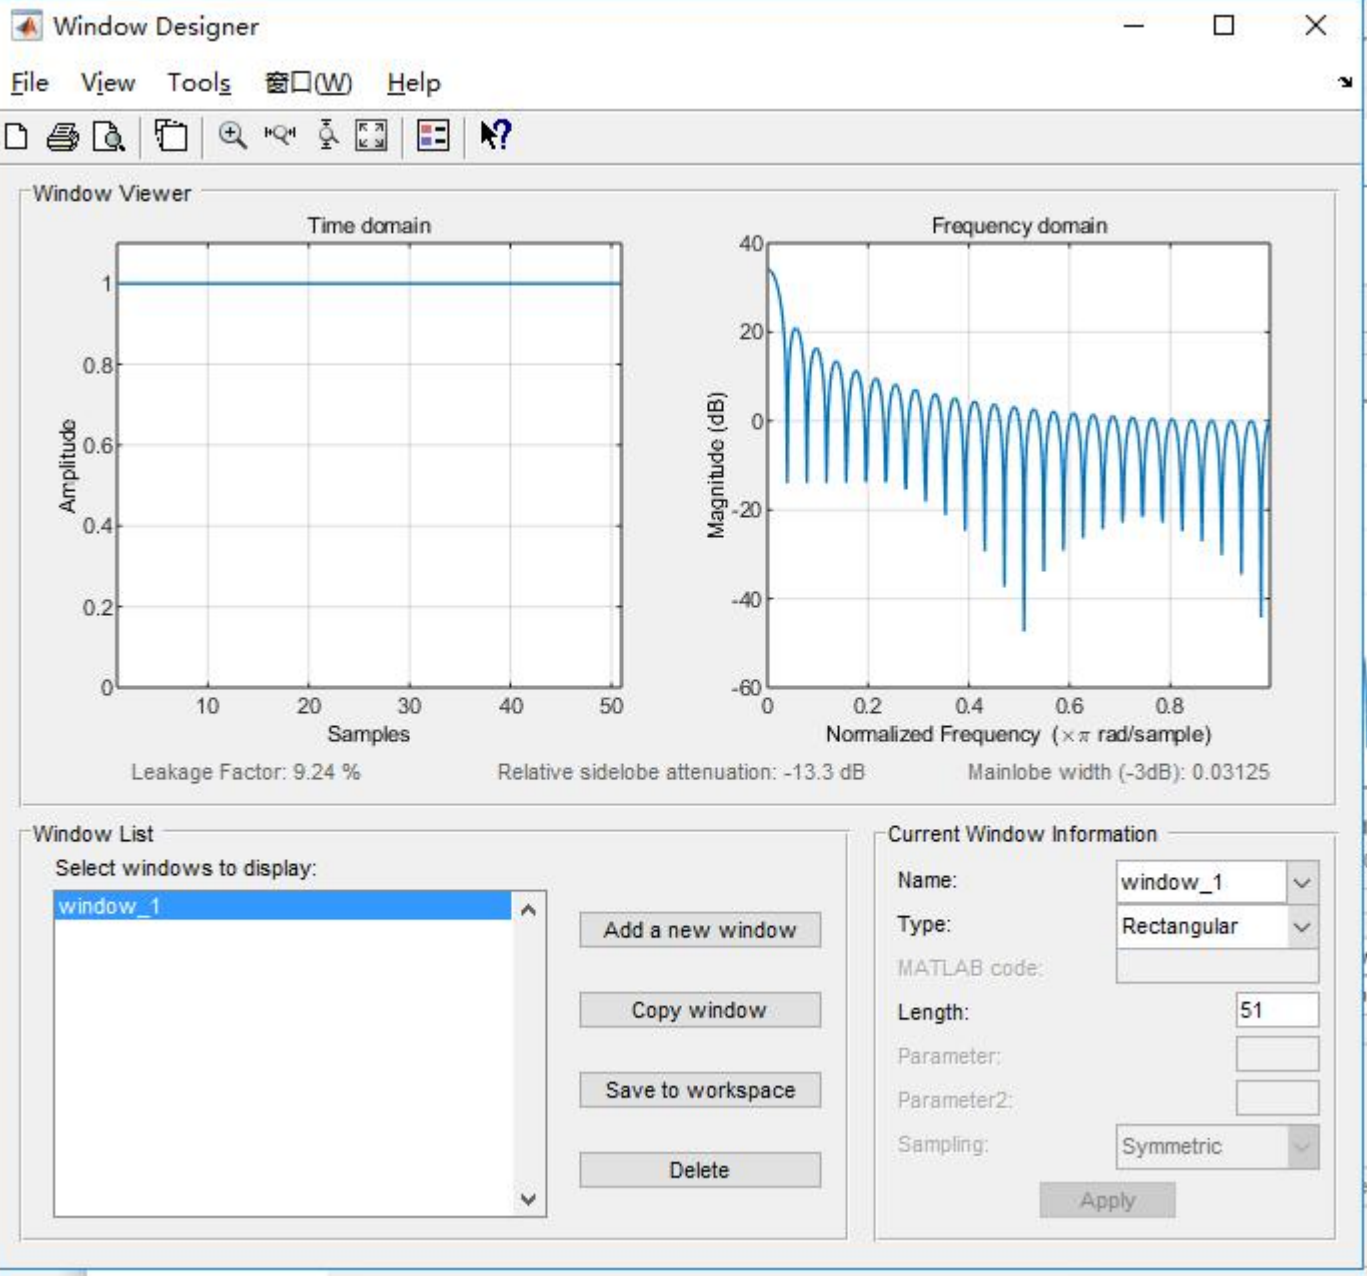 Window Designer
File View Tools 窗口(W) Help
Window Viewer
Time domain
1
0.8
0.6
0.4
0.2
0
Amplitude
10 20 30 40 50
Samples
Frequency domain
40
20
0
-20
-40
-60
Magnitude (dB)
0 0.2 0.4 0.6 0.8
Normalized Frequency (×π rad/sample)
Leakage Factor: 9.24 % Relative sidelobe attenuation: -13.3 dB Mainlobe width (-3dB): 0.03125
Window List
Select windows to display:
window_1
Add a new window
Copy window
Save to workspace
Delete
Current Window Information
Name: window_1
Type: Rectangular
MATLAB code:
Length: 51
Parameter:
Parameter2:
Sampling: Symmetric
Apply